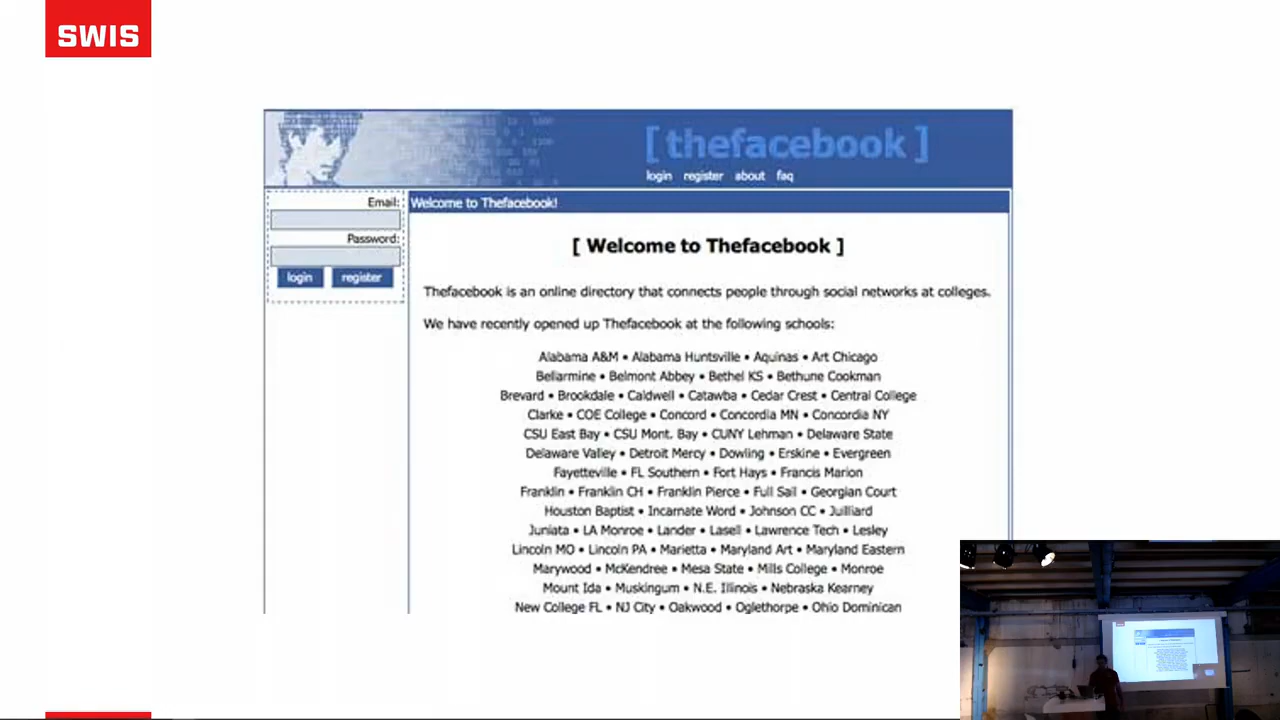 SWIS
[ thefacebook ]
login register about faq
Email:
Password:
login register
Welcome to Thefacebook!
[ Welcome to Thefacebook ]
Thefacebook is an online directory that connects people through social networks at colleges.
We have recently opened up Thefacebook at the following schools:
Alabama A&M • Alabama Huntsville • Aquinas • Art Chicago
Bellarmine • Belmont Abbey • Bethel KS • Bethune Cookman
Brevard • Brookdale • Caldwell • Catawba • Cedar Crest • Central College
Clarke • COE College • Concord • Concordia MN • Concordia NY
CSU East Bay • CSU Mont. Bay • CUNY Lehman • Delaware State
Delaware Valley • Detroit Mercy • Dowling • Erskine • Evergreen
Fayetteville • FL Southern • Fort Hays • Francis Marion
Franklin • Franklin CH • Franklin Pierce • Full Sail • Georgian Court
Houston Baptist • Incarnate Word • Johnson CC • Juilliard
Juniata • LA Monroe • Lander • Lasell • Lawrence Tech • Lesley
Lincoln MO • Lincoln PA • Marietta • Maryland Art • Maryland Eastern
Marywood • McKendree • Mesa State • Mills College • Monroe
Mount Ida • Muskingum • N.E. Illinois • Nebraska Kearney
New College FL • NJ City • Oakwood • Oglethorpe • Ohio Dominican